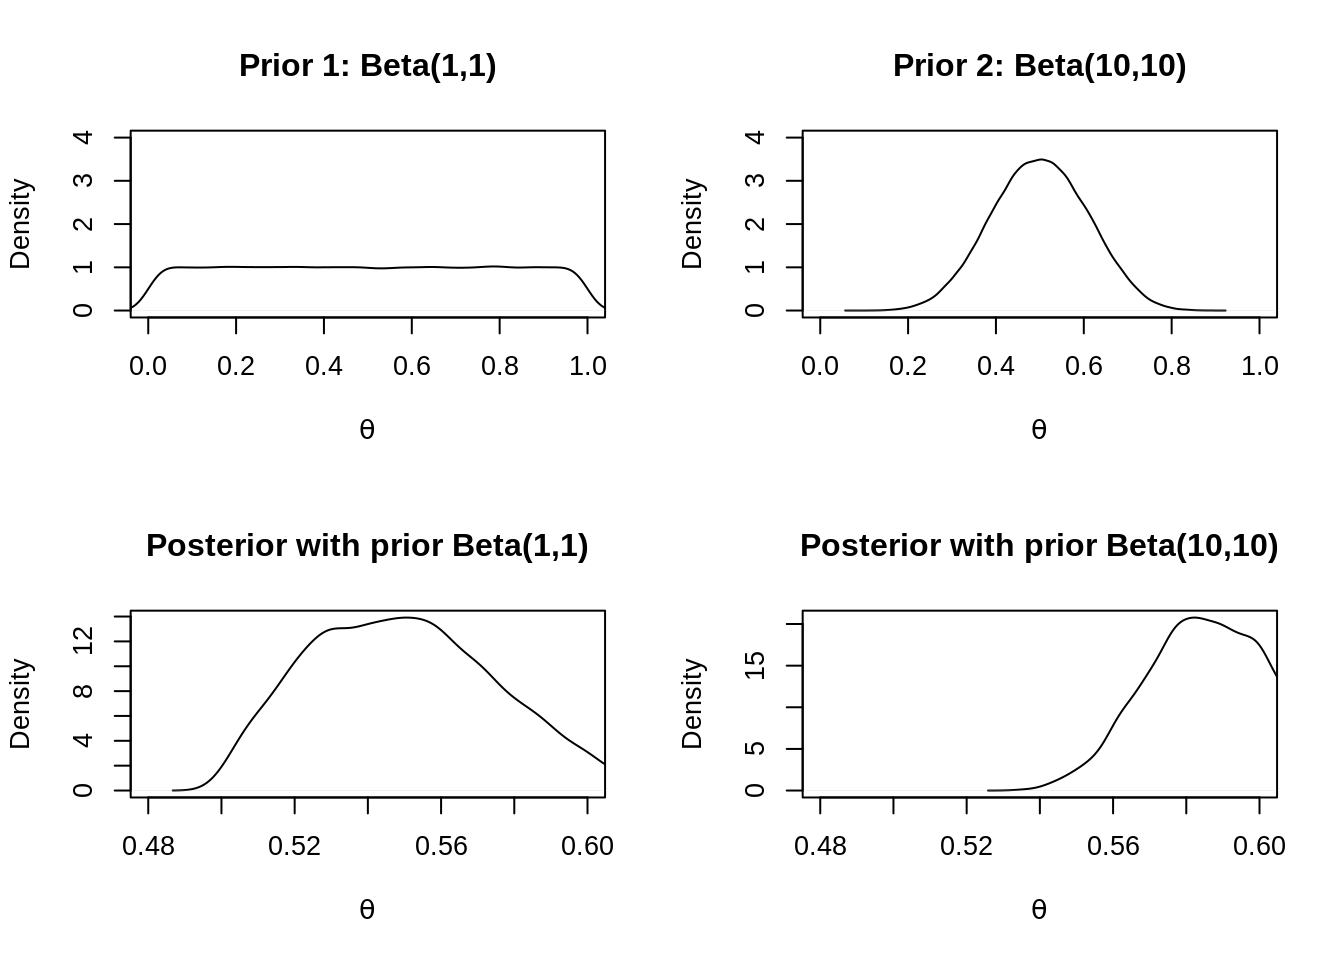 Prior 1: Beta(1,1)
Density
4
3
2
1
0
0.0 0.2 0.4 0.6 0.8 1.0
θ
Prior 2: Beta(10,10)
Density
4
3
2
1
0
0.0 0.2 0.4 0.6 0.8 1.0
θ
Posterior with prior Beta(1,1)
Density
12
8
4
0
0.48 0.52 0.56 0.60
θ
Posterior with prior Beta(10,10)
Density
15
5
0
0.48 0.52 0.56 0.60
θ